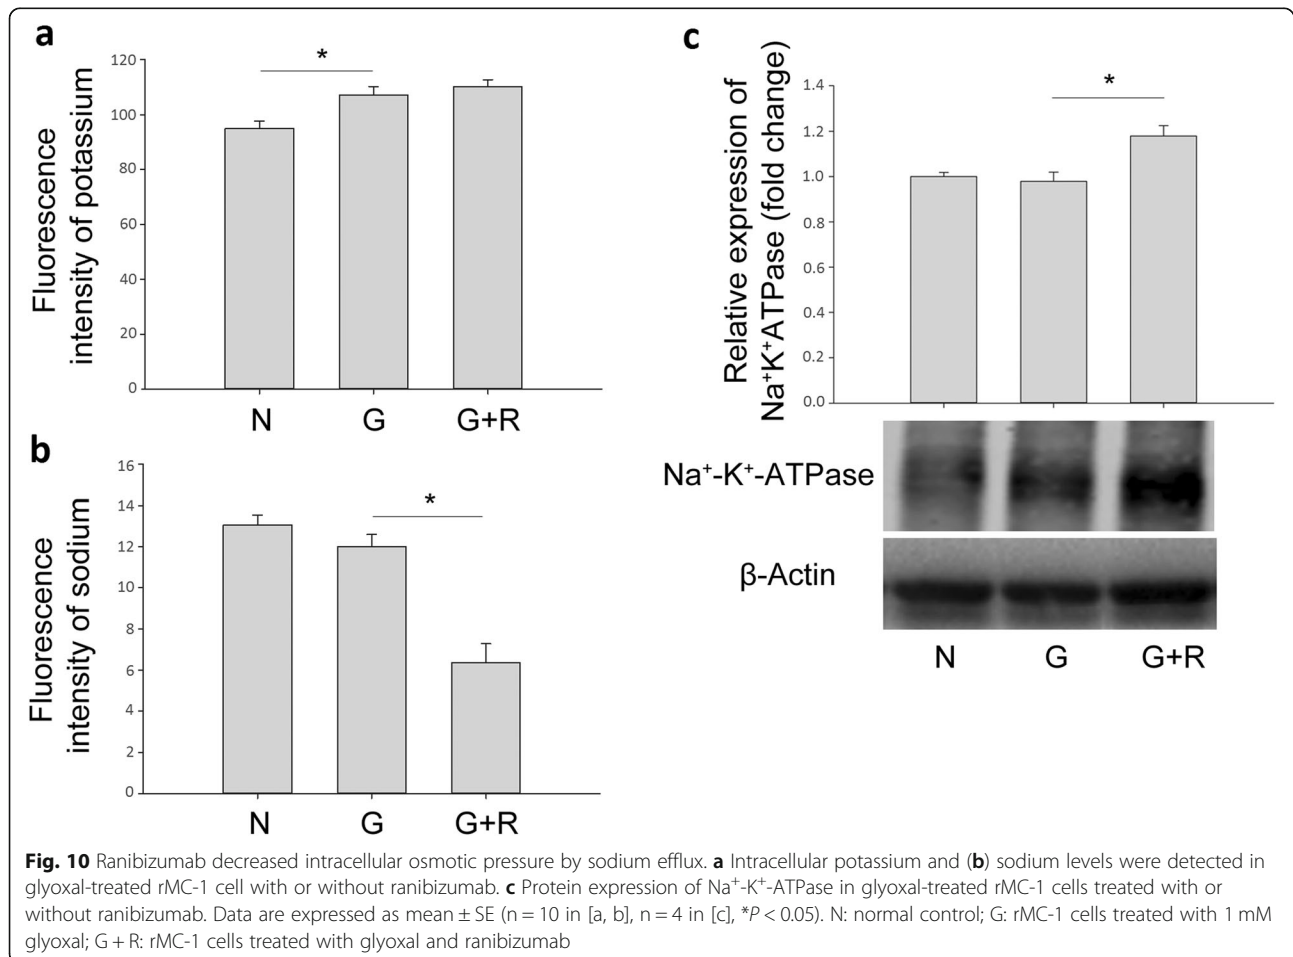 a
Fluorescence
intensity of potassium
120
100
80
60
40
20
0
*
N G G+R
b
Fluorescence
intensity of sodium
16
14
12
10
8
6
4
2
0
*
N G G+R
c
Relative expression of
Na⁺K⁺ATPase (fold change)
1.4
1.2
1.0
0.8
0.6
0.4
0.2
0.0
*
Na⁺-K⁺-ATPase
β-Actin
N G G+R
Fig. 10 Ranibizumab decreased intracellular osmotic pressure by sodium efflux. a Intracellular potassium and (b) sodium levels were detected in
glyoxal-treated rMC-1 cell with or without ranibizumab. c Protein expression of Na⁺-K⁺-ATPase in glyoxal-treated rMC-1 cells treated with or
without ranibizumab. Data are expressed as mean ± SE (n = 10 in [a, b], n = 4 in [c], *P < 0.05). N: normal control; G: rMC-1 cells treated with 1 mM
glyoxal; G + R: rMC-1 cells treated with glyoxal and ranibizumab